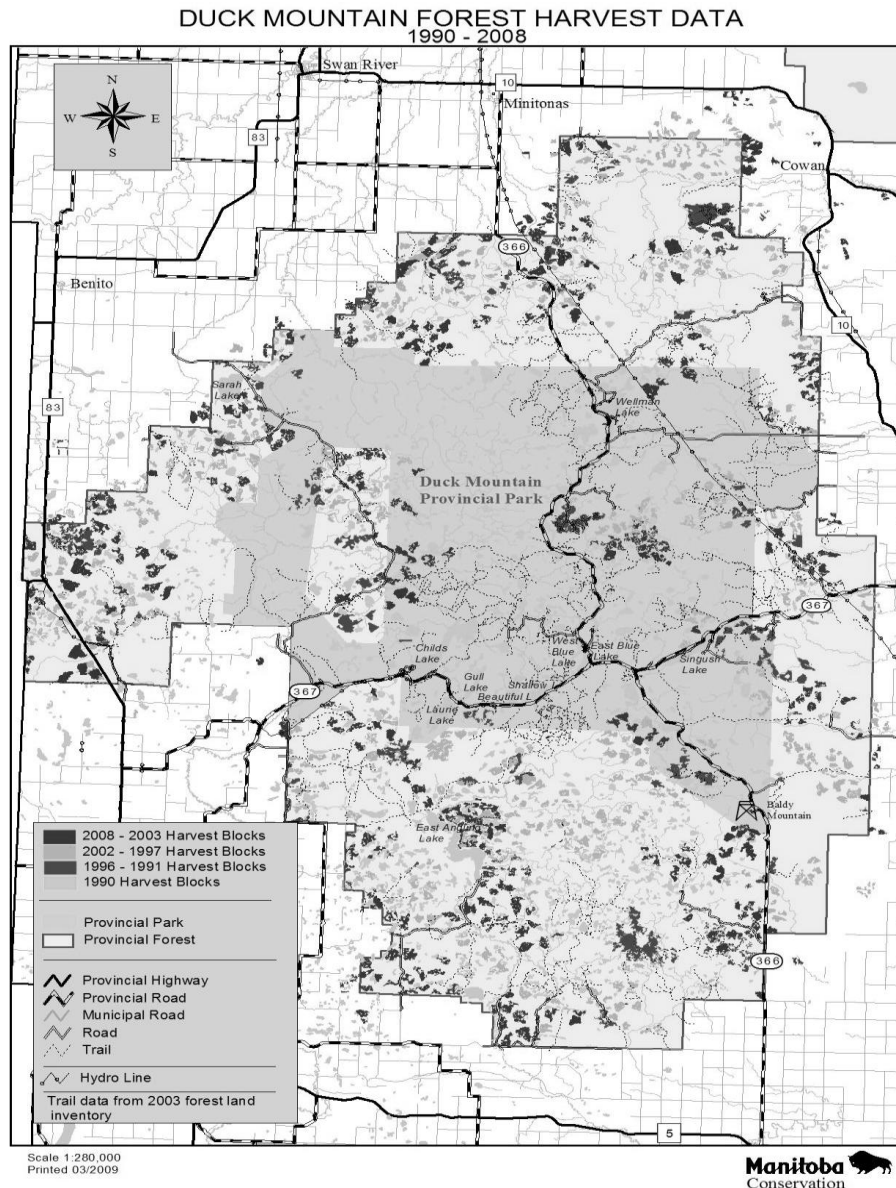 DUCK MOUNTAIN FOREST HARVEST DATA
1990 - 2008
N
W E
S
Swan River
10
Minitonas
83
Cowan
366
Benito
10
83
Sarah
Lake
Wellman
Lake
Duck Mountain
Provincial Park
367
Childs
Lake
West
Blue
Lake
East Blue
Lake
Singush
Lake
Gull
Lake
Shallow
Beautiful L
367
Laurie
Lake
Baldy
Mountain
East Angling
Lake
366
2008 - 2003 Harvest Blocks
2002 - 1997 Harvest Blocks
1996 - 1991 Harvest Blocks
1990 Harvest Blocks
Provincial Park
Provincial Forest
Provincial Highway
Provincial Road
Municipal Road
Road
Trail
Hydro Line
Trail data from 2003 forest land
inventory
5
Scale 1:280,000
Printed 03/2009
Manitoba
Conservation